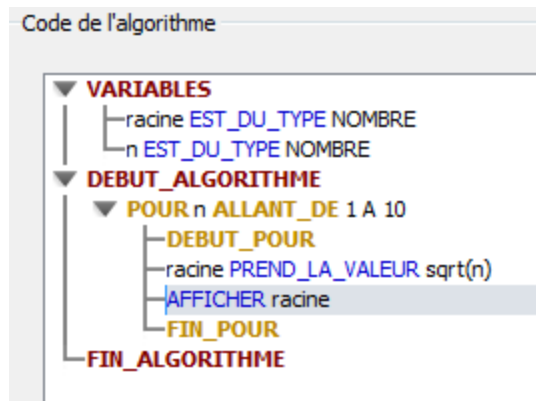 Code de l'algorithme
VARIABLES
racine EST_DU_TYPE NOMBRE
n EST_DU_TYPE NOMBRE
DEBUT_ALGORITHME
POUR n ALLANT_DE 1 A 10
DEBUT_POUR
racine PREND_LA_VALEUR sqrt(n)
AFFICHER racine
FIN_POUR
FIN_ALGORITHME